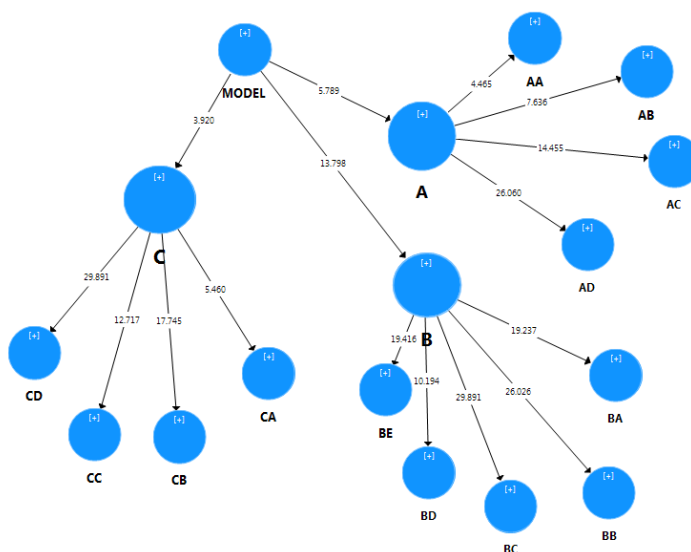 [+]
MODEL
[+]
AA
[+]
AB
[+]
A
[+]
AC
[+]
AD
[+]
C
[+]
B
[+]
CD
[+]
CC
[+]
CB
[+]
CA
[+]
BE
[+]
BD
[+]
BC
[+]
BB
[+]
BA
3.920
5.789
13.798
4.465
7.636
14.455
26.060
29.891
12.717
17.745
5.460
19.416
10.194
29.891
26.026
19.237